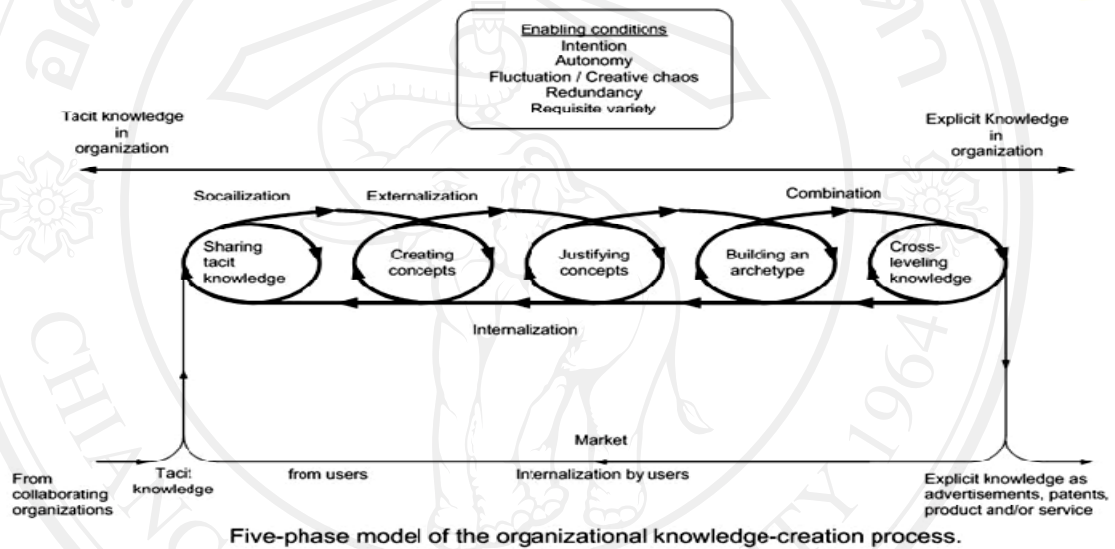 Enabling conditions
Intention
Autonomy
Fluctuation / Creative chaos
Redundancy
Requisite variety
Tacit knowledge
in
organization
Explicit Knowledge
in
organization
Socailization
Externalization
Combination
Sharing
tacit
knowledge
Creating
concepts
Justifying
concepts
Building an
archetype
Cross-
leveling
knowledge
Internalization
Market
From
collaborating
organizations
Tacit
knowledge
from users
Internalization by users
Explicit knowledge as
advertisements, patents,
product and/or service
Five-phase model of the organizational knowledge-creation process.
1964